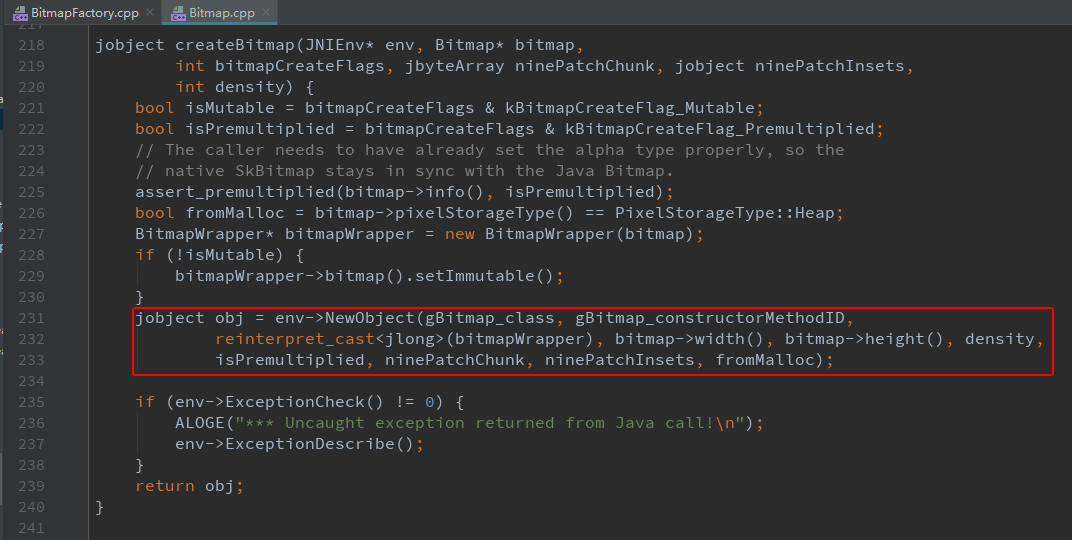 BitmapFactory.cpp × Bitmap.cpp ×
217
218 jobject createBitmap(JNIEnv* env, Bitmap* bitmap,
219 int bitmapCreateFlags, jbyteArray ninePatchChunk, jobject ninePatchInsets,
220 int density) {
221 bool isMutable = bitmapCreateFlags & kBitmapCreateFlag_Mutable;
222 bool isPremultiplied = bitmapCreateFlags & kBitmapCreateFlag_Premultiplied;
223 // The caller needs to have already set the alpha type properly, so the
224 // native SkBitmap stays in sync with the Java Bitmap.
225 assert_premultiplied(bitmap->info(), isPremultiplied);
226 bool fromMalloc = bitmap->pixelStorageType() == PixelStorageType::Heap;
227 BitmapWrapper* bitmapWrapper = new BitmapWrapper(bitmap);
228 if (!isMutable) {
229 bitmapWrapper->bitmap().setImmutable();
230 }
231 jobject obj = env->NewObject(gBitmap_class, gBitmap_constructorMethodID,
232 reinterpret_cast<jlong>(bitmapWrapper), bitmap->width(), bitmap->height(), density,
233 isPremultiplied, ninePatchChunk, ninePatchInsets, fromMalloc);
234
235 if (env->ExceptionCheck() != 0) {
236 ALOGE("*** Uncaught exception returned from Java call!\n");
237 env->ExceptionDescribe();
238 }
239 return obj;
240 }
241